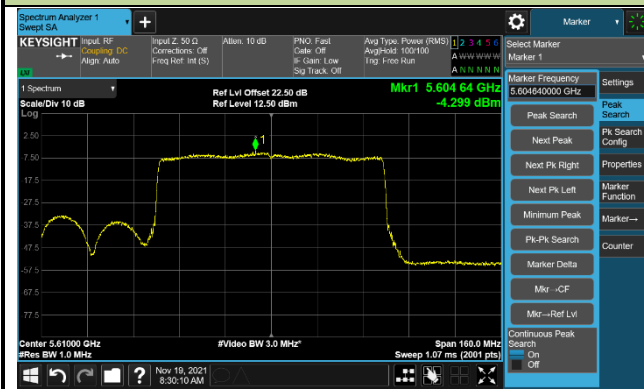 Spectrum Analyzer 1
Swept SA
+
Marker
KEYSIGHT
Input: RF
Coupling: DC
Align: Auto
Input Z: 50 Ω
Corrections: Off
Freq Ref: Int (S)
Atten: 10 dB
PNO: Fast
Gate: Off
IF Gain: Low
Sig Track: Off
Avg Type: Power (RMS)
Avg|Hold: 100/100
Trig: Free Run
1 2 3 4 5 6
A W W W W W
A N N N N N
LXI
Select Marker
Marker 1
1 Spectrum
Scale/Div 10 dB
Log
Ref Lvl Offset 22.50 dB
Ref Level 12.50 dBm
Mkr1 5.604 64 GHz
-4.299 dBm
1
2.50
-7.50
-17.5
-27.5
-37.5
-47.5
-57.5
-67.5
-77.5
Center 5.61000 GHz
#Res BW 1.0 MHz
#Video BW 3.0 MHz*
Span 160.0 MHz
Sweep 1.07 ms (2001 pts)
Marker Frequency
5.604640000 GHz
Peak Search
Next Peak
Next Pk Right
Next Pk Left
Minimum Peak
Pk-Pk Search
Marker Delta
Mkr→CF
Mkr→Ref Lvl
Continuous Peak
Search
On
Off
Settings
Peak
Search
Pk Search
Config
Properties
Marker
Function
Marker→
Counter
?
Nov 19, 2021
8:30:10 AM